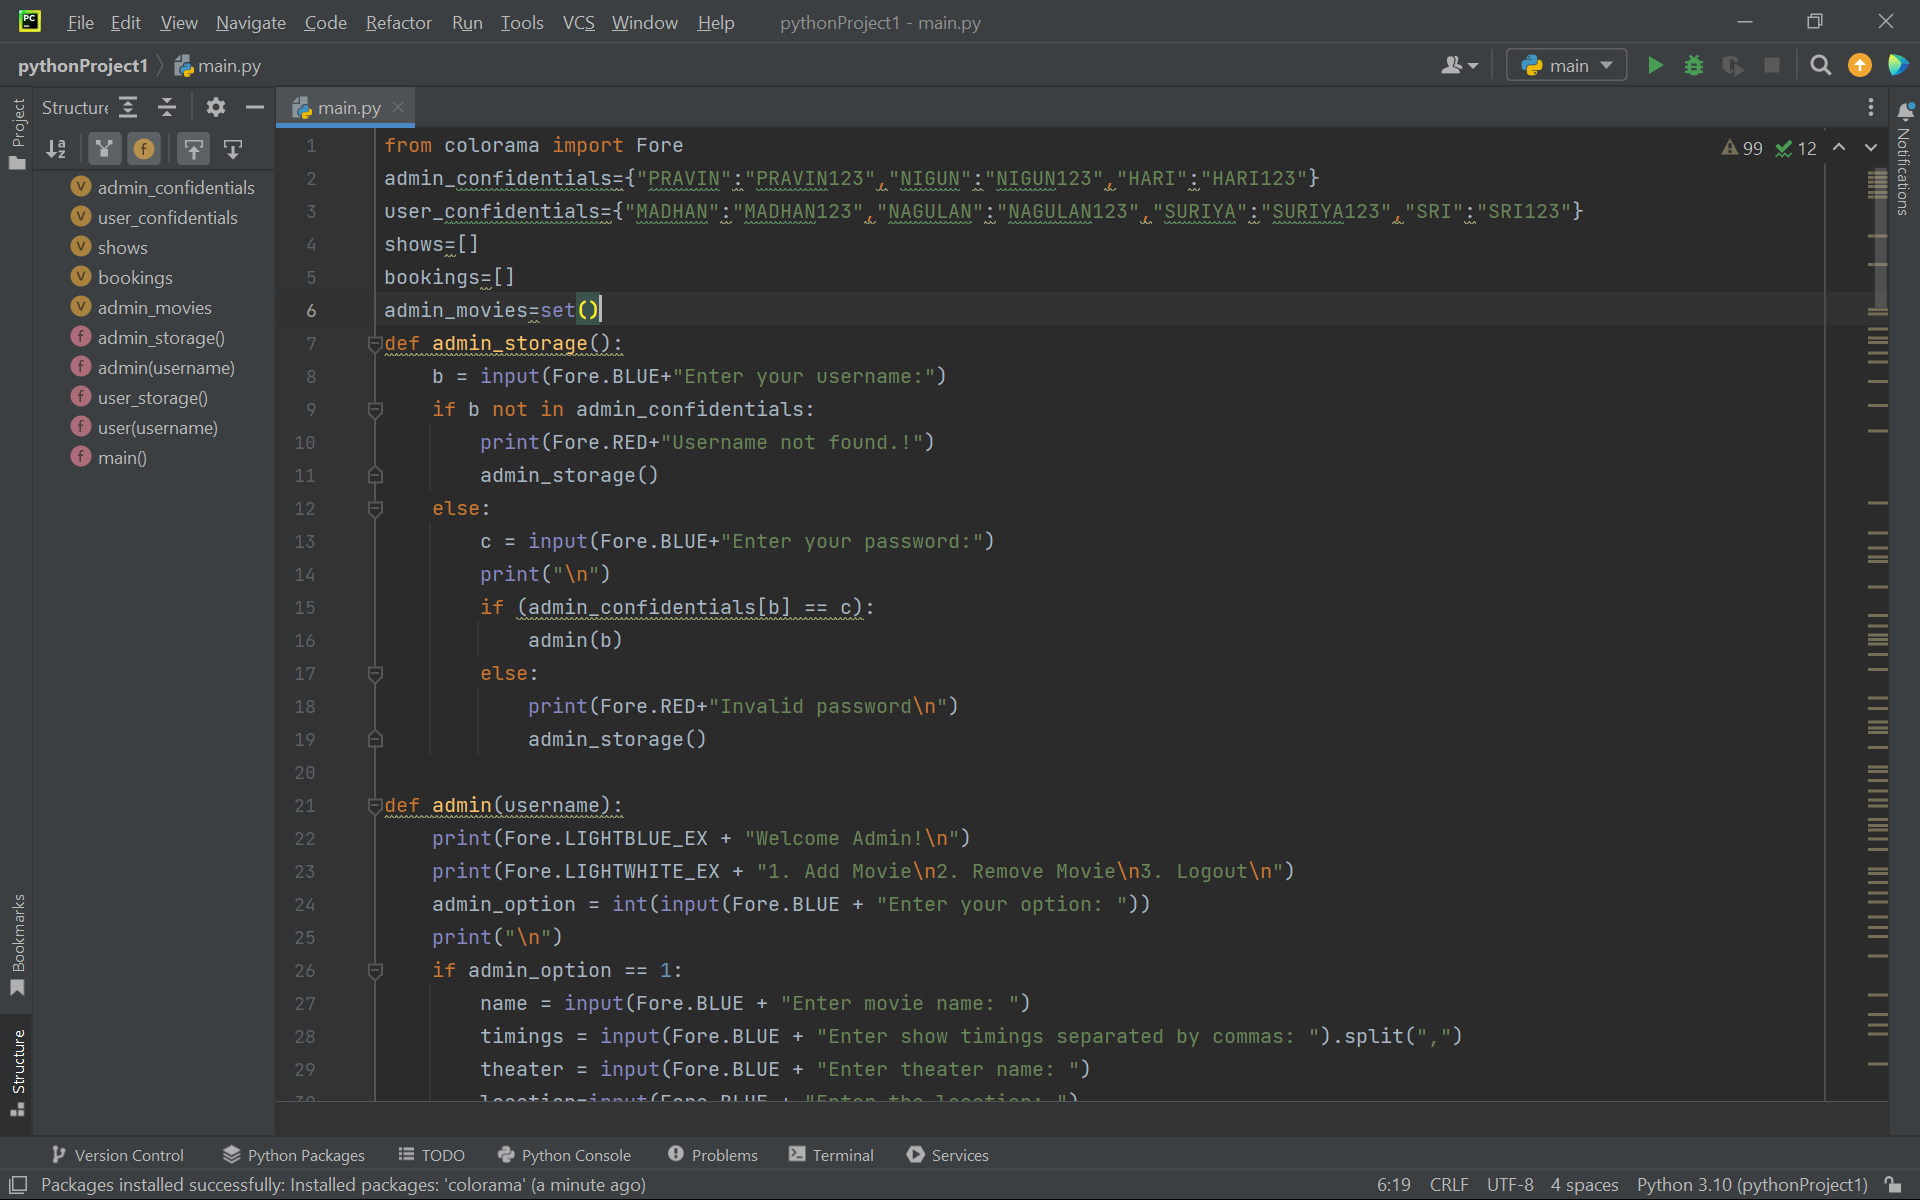 File Edit View Navigate Code Refactor Run Tools VCS Window Help pythonProject1 - main.py
pythonProject1 main.py main
Structure main.py
Project
admin_confidentials
user_confidentials
shows
bookings
admin_movies
admin_storage()
admin(username)
user_storage()
user(username)
main()
Bookmarks
Structure
99 12
1 from colorama import Fore
2 admin_confidentials={"PRAVIN":"PRAVIN123","NIGUN":"NIGUN123","HARI":"HARI123"}
3 user_confidentials={"MADHAN":"MADHAN123","NAGULAN":"NAGULAN123","SURIYA":"SURIYA123","SRI":"SRI123"}
4 shows=[]
5 bookings=[]
6 admin_movies=set()
7 def admin_storage():
8     b = input(Fore.BLUE+"Enter your username:")
9     if b not in admin_confidentials:
10         print(Fore.RED+"Username not found.!")
11         admin_storage()
12     else:
13         c = input(Fore.BLUE+"Enter your password:")
14         print("\n")
15         if (admin_confidentials[b] == c):
16             admin(b)
17         else:
18             print(Fore.RED+"Invalid password\n")
19             admin_storage()
20
21 def admin(username):
22     print(Fore.LIGHTBLUE_EX + "Welcome Admin!\n")
23     print(Fore.LIGHTWHITE_EX + "1. Add Movie\n2. Remove Movie\n3. Logout\n")
24     admin_option = int(input(Fore.BLUE + "Enter your option: "))
25     print("\n")
26     if admin_option == 1:
27         name = input(Fore.BLUE + "Enter movie name: ")
28         timings = input(Fore.BLUE + "Enter show timings separated by commas: ").split(",")
29         theater = input(Fore.BLUE + "Enter theater name: ")
30         location=input(Fore.BLUE + "Enter the location: ")
Notifications
Version Control Python Packages TODO Python Console Problems Terminal Services
Packages installed successfully: Installed packages: 'colorama' (a minute ago) 6:19 CRLF UTF-8 4 spaces Python 3.10 (pythonProject1)